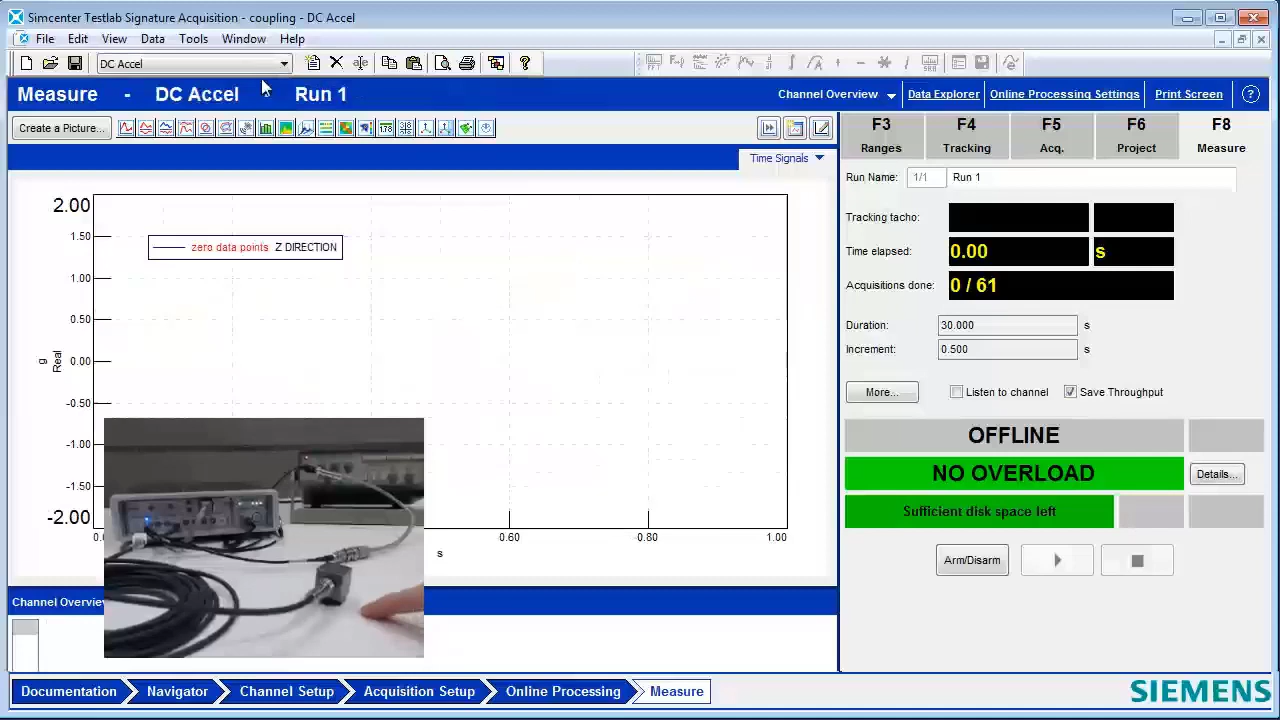 Simcenter Testlab Signature Acquisition - coupling - DC Accel
File Edit View Data Tools Window Help
DC Accel
Measure - DC Accel Run 1
Channel Overview
Data Explorer
Online Processing Settings
Print Screen
Create a Picture...
F3 F4 F5 F6 F8
Ranges Tracking Acq. Project Measure
Time Signals
Run Name: 1/1 Run 1
Tracking tacho:
Time elapsed: 0.00 s
Acquisitions done: 0 / 61
Duration: 30.000 s
Increment: 0.500 s
More...
Listen to channel
Save Throughput
OFFLINE
NO OVERLOAD
Details...
Sufficient disk space left
Arm/Disarm
2.00
1.50
zero data points Z DIRECTION
1.00
0.50
0.00
g
Real
-0.50
-1.00
-1.50
-2.00
0.60 0.80 1.00
s
Documentation Navigator Channel Setup Acquisition Setup Online Processing Measure
SIEMENS